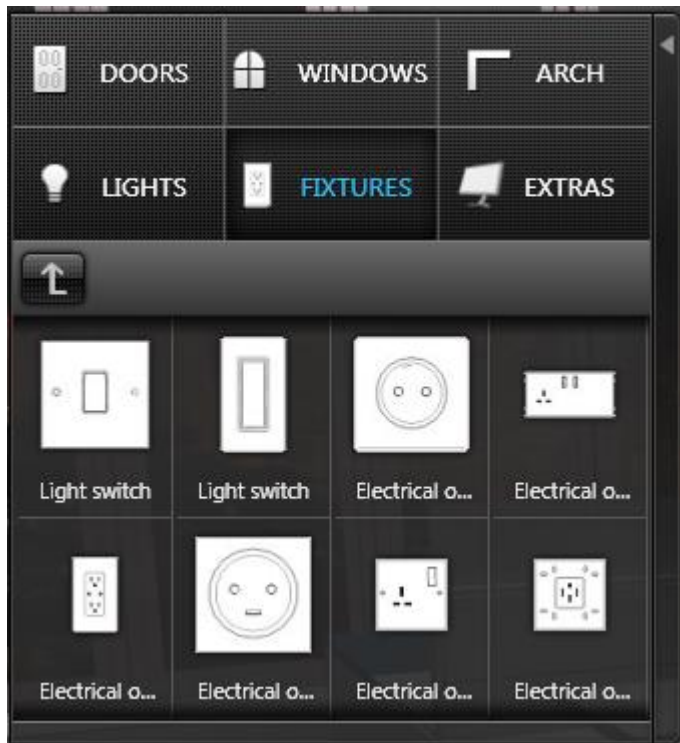 DOORS WINDOWS ARCH
LIGHTS FIXTURES EXTRAS
Light switch Light switch Electrical o... Electrical o...
Electrical o... Electrical o... Electrical o... Electrical o...